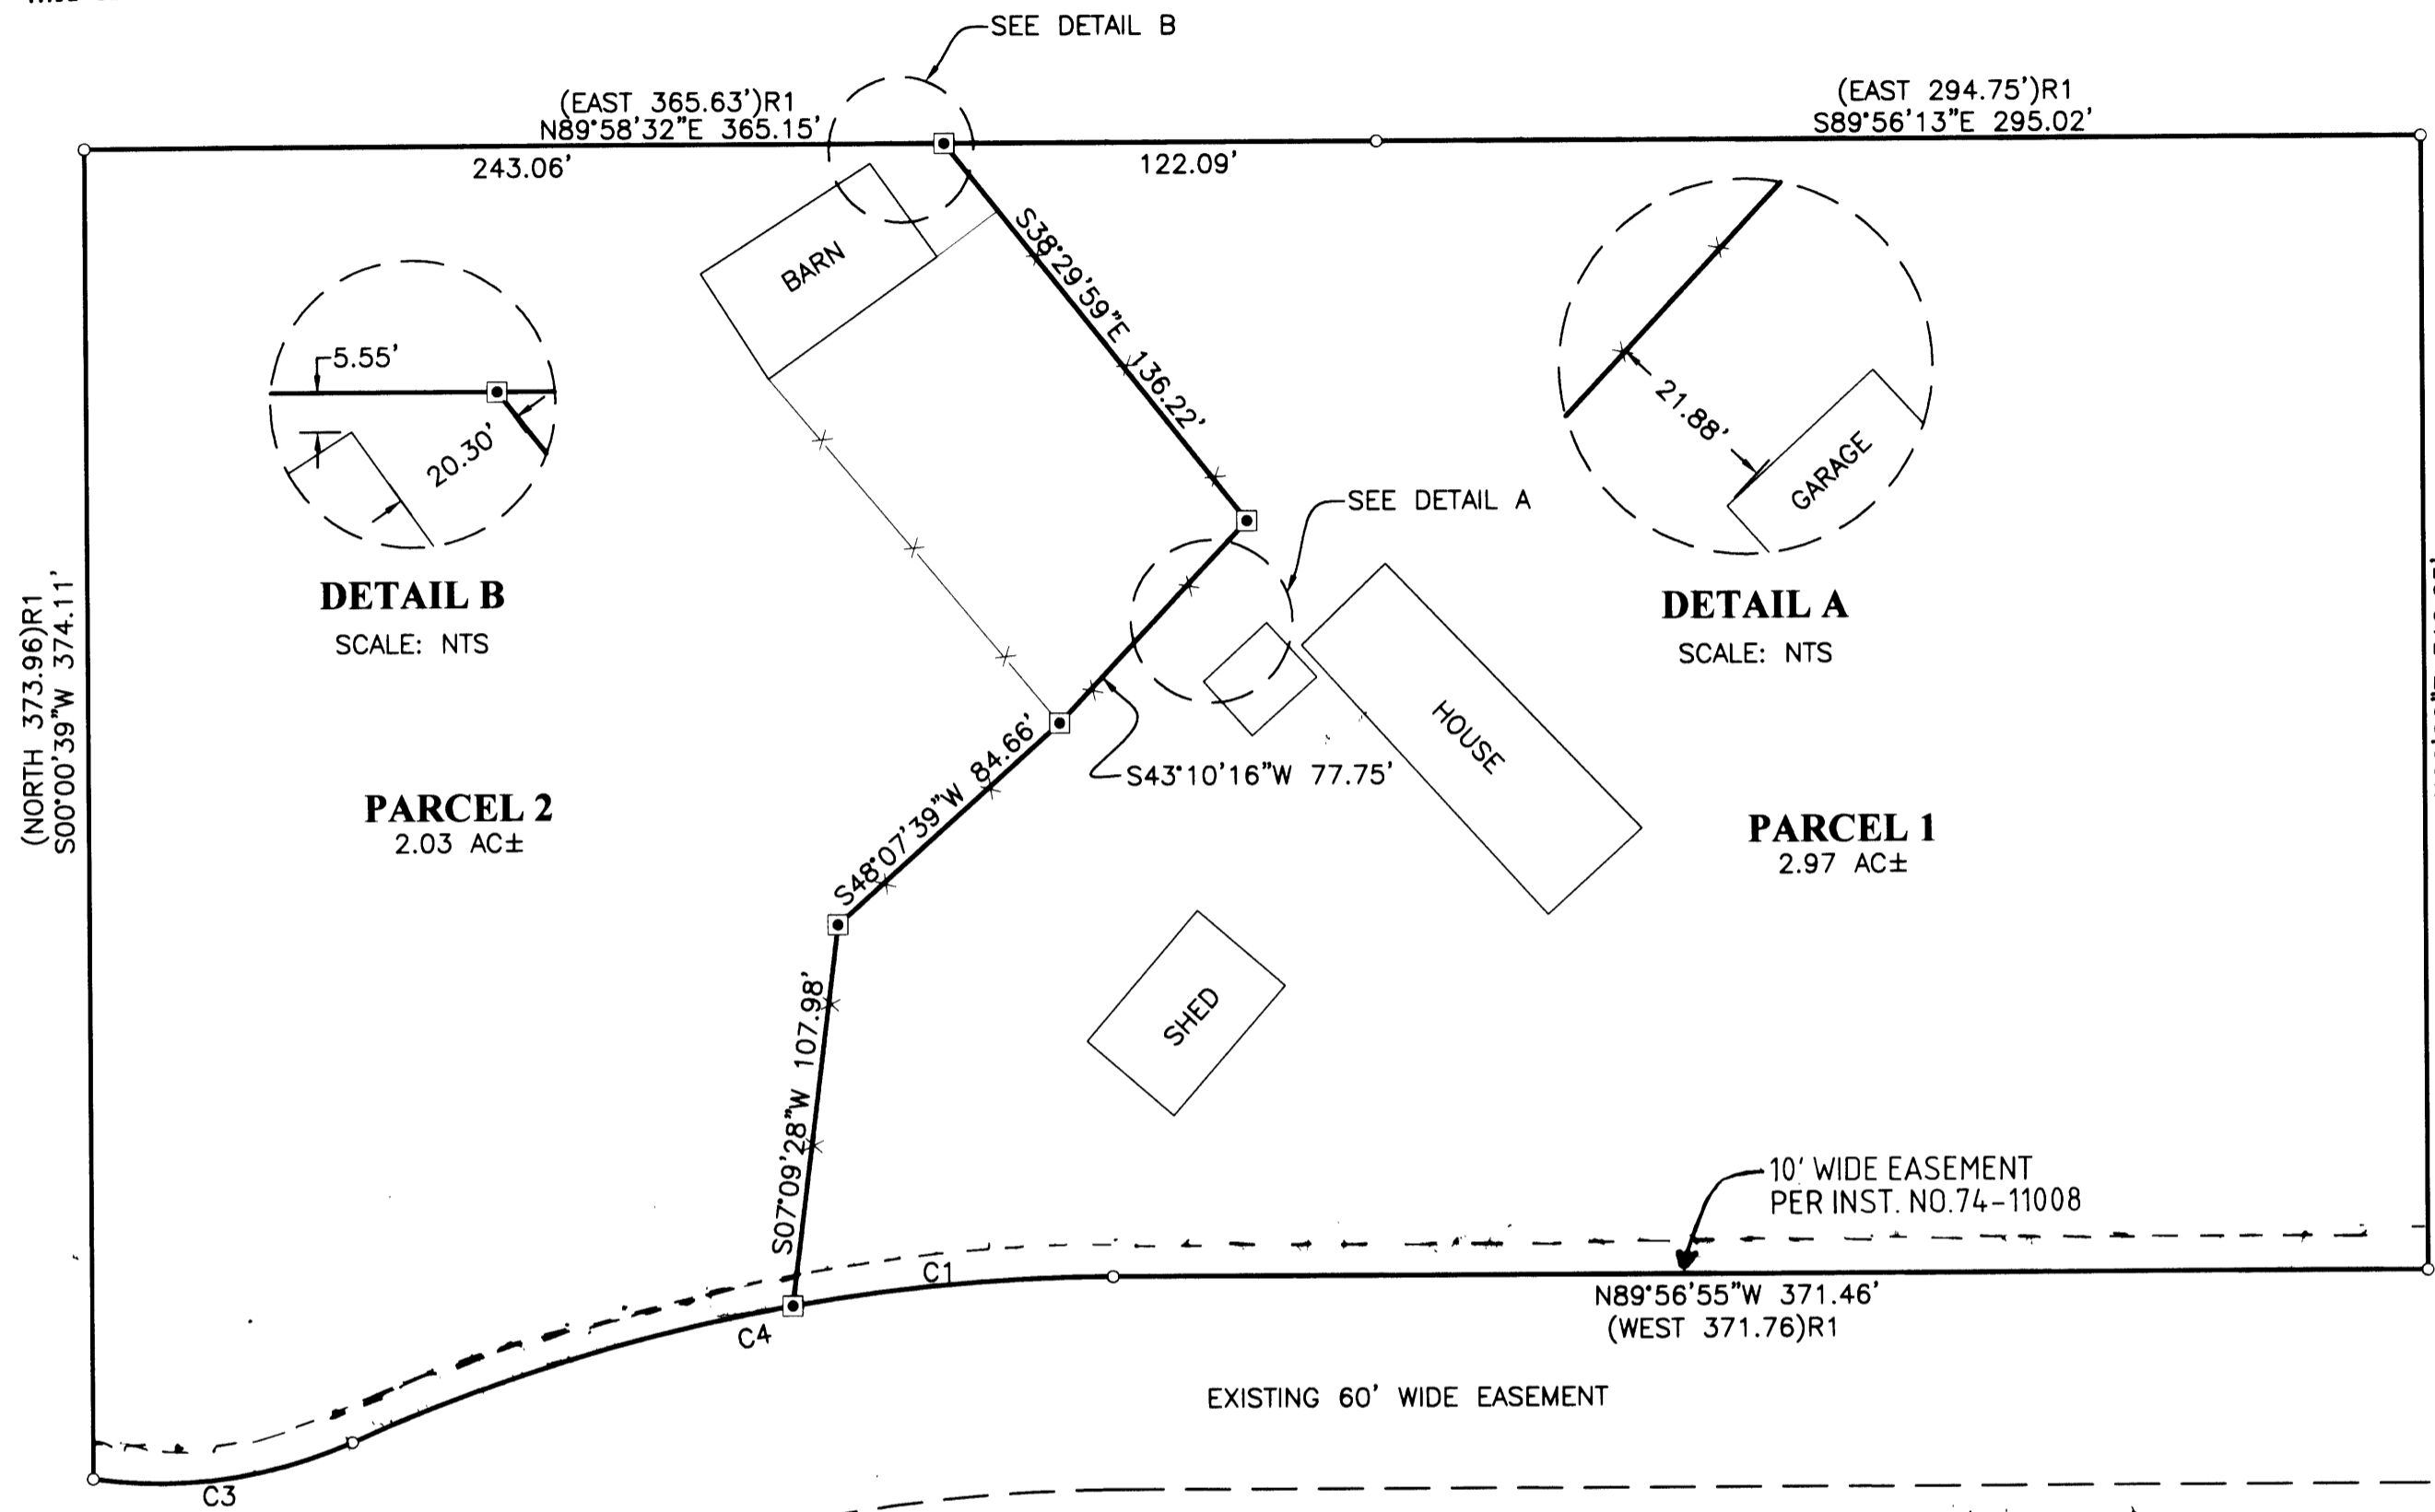 SEE DETAIL B
(EAST 365.63')R1
N89°58'32"E 365.15'
243.06'
122.09'
(EAST 294.75')R1
S89°56'13"E 295.02'
BARN
S38°29'59"E 136.22'
5.55'
20.30'
DETAIL B
SCALE: NTS
SEE DETAIL A
21.88'
GARAGE
DETAIL A
SCALE: NTS
(NORTH 373.96)R1
S00°00'39"W 374.11'
HOUSE
S43°10'16"W 77.75'
S48°07'39"W 84.66'
PARCEL 2
2.03 AC±
PARCEL 1
2.97 AC±
S07°09'28"W 107.98'
SHED
10' WIDE EASEMENT
PER INST. NO.74-11008
C1
C4
N89°56'55"W 371.46'
(WEST 371.76)R1
EXISTING 60' WIDE EASEMENT
C3